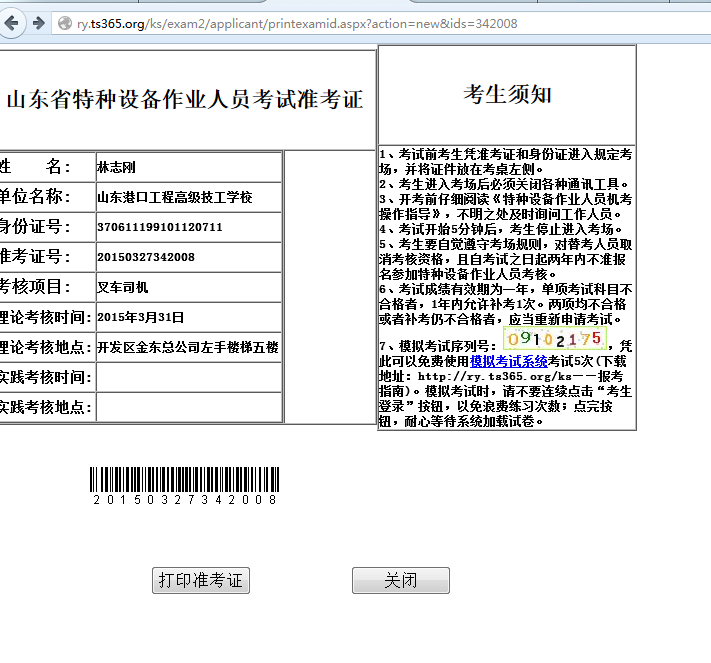 ry.ts365.org/ks/exam2/applicant/printexamid.aspx?action=new&ids=342008
山东省特种设备作业人员考试准考证
姓 名：
林志刚
单位名称：
山东港口工程高级技工学校
身份证号：
370611199101120711
准考证号：
20150327342008
考核项目：
叉车司机
理论考核时间：
2015年3月31日
理论考核地点：
开发区金东总公司左手楼梯五楼
实践考核时间：
实践考核地点：
考生须知
1、考试前考生凭准考证和身份证进入规定考
场，并将证件放在考桌左侧。
2、考生进入考场后必须关闭各种通讯工具。
3、开考前仔细阅读《特种设备作业人员机考
操作指导》，不明之处及时询问工作人员。
4、考试开始5分钟后，考生停止进入考场。
5、考生要自觉遵守考场规则，对替考人员取
消考核资格，且自考试之日起两年内不准报
名参加特种设备作业人员考核。
6、考试成绩有效期为一年，单项考试科目不
合格者，1年内允许补考1次。两项均不合格
或者补考仍不合格者，应当重新申请考试。
7、模拟考试序列号：09102175，凭
此可以免费使用模拟考试系统考试5次(下载
地址：http://ry.ts365.org/ks——报考
指南)。模拟考试时，请不要连续点击“考生
登录”按钮，以免浪费练习次数；点完按
钮，耐心等待系统加载试卷。
20150327342008
打印准考证
关闭